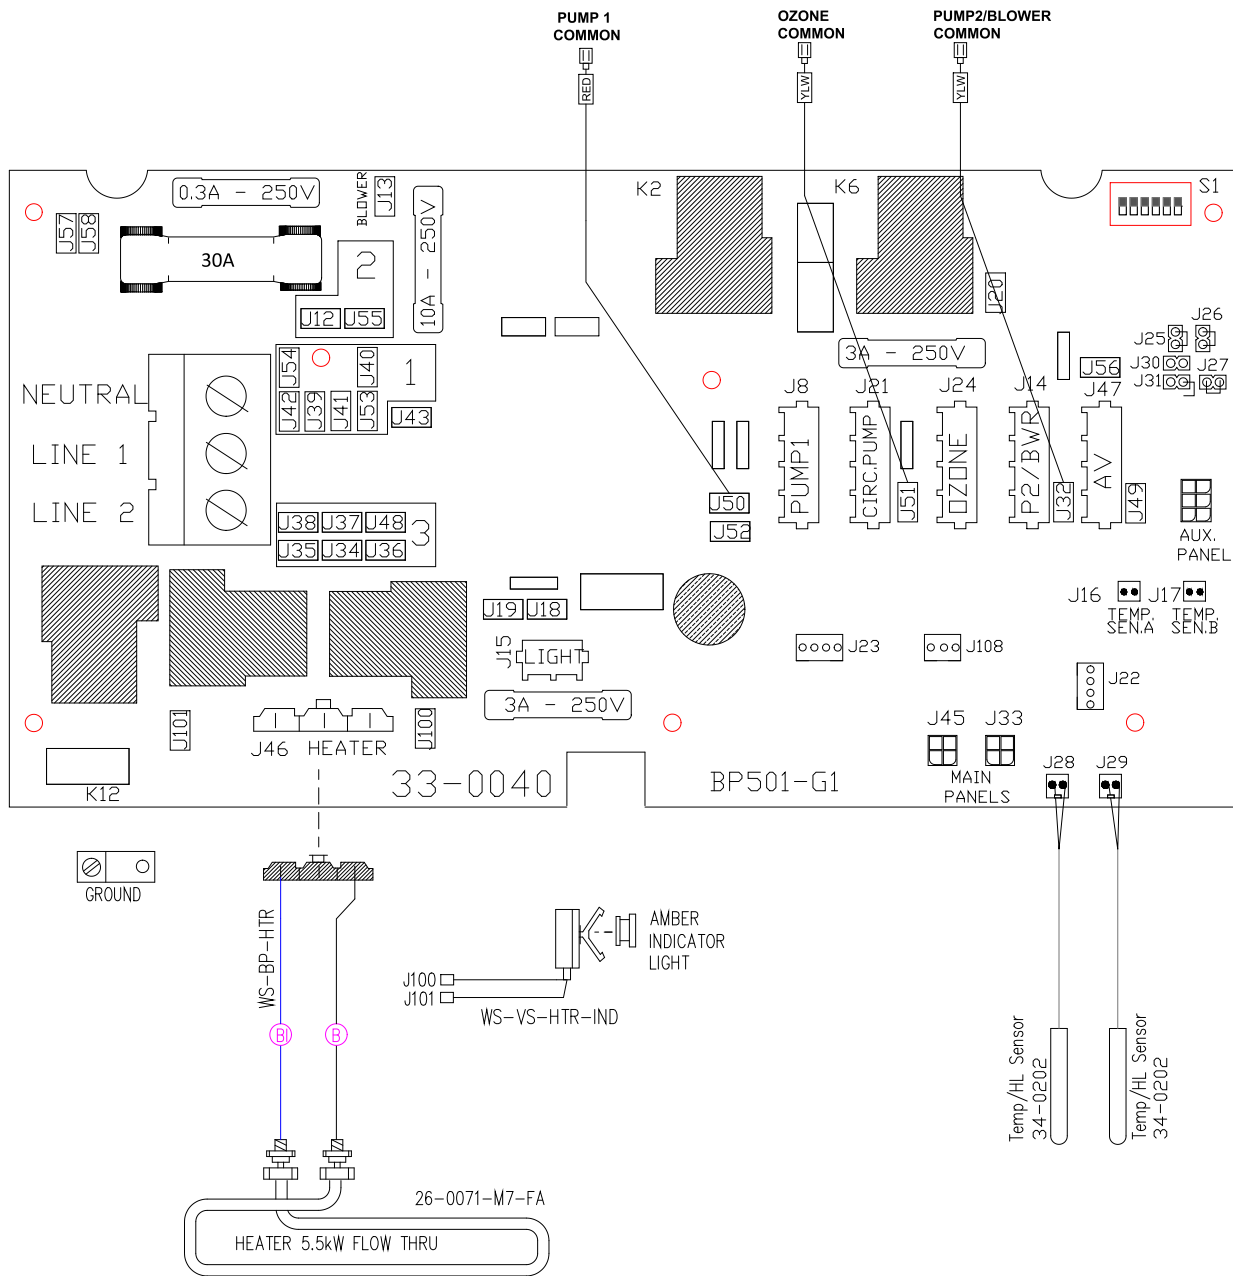 PUMP 1
COMMON
OZONE
COMMON
PUMP2/BLOWER
COMMON
RED
YLW
YLW
0.3A - 250V
BLOWER
J13
10A - 250V
K2
K6
S1
J57
J58
30A
2
J12
J55
J20
J26
J25
J30
J31
J27
3A - 250V
J56
J54
J40
1
J42
J39
J41
J53
J43
NEUTRAL
LINE 1
LINE 2
J8
J21
J24
J14
J47
PUMP1
CIRC.PUMP
OZONE
P2/BWR
AV
J50
J52
J51
J32
J49
AUX.
PANEL
J38
J37
J48
3
J35
J34
J36
J19
J18
J15
LIGHT
3A - 250V
J16
TEMP.
SEN.A
J17
TEMP.
SEN.B
J23
J108
J22
J101
J46 HEATER
J100
J45
J33
MAIN
PANELS
J28
J29
K12
33-0040
BP501-G1
GROUND
WS-BP-HTR
Bl
B
AMBER
INDICATOR
LIGHT
J100
J101
WS-VS-HTR-IND
Temp/HL Sensor
34-0202
Temp/HL Sensor
34-0202
26-0071-M7-FA
HEATER 5.5kW FLOW THRU